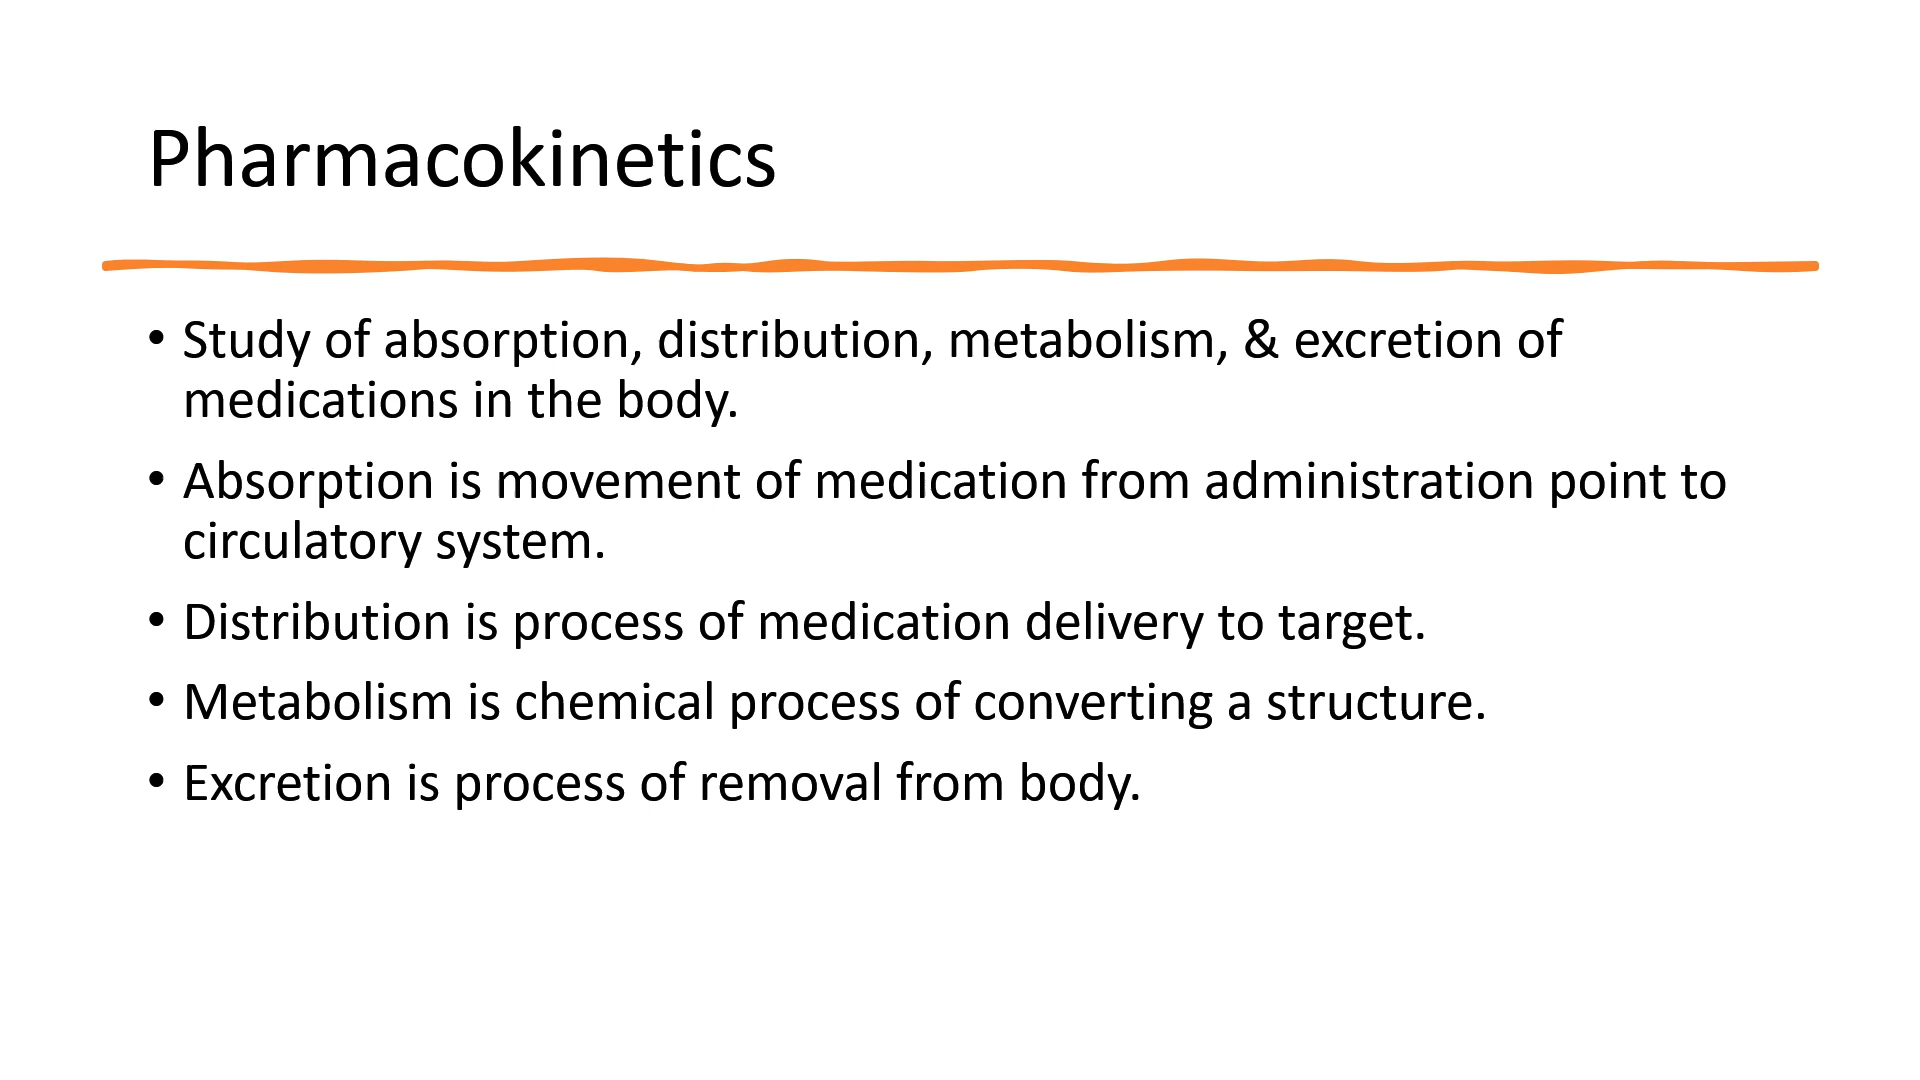 Pharmacokinetics
• Study of absorption, distribution, metabolism, & excretion of
medications in the body.
• Absorption is movement of medication from administration point to
circulatory system.
• Distribution is process of medication delivery to target.
• Metabolism is chemical process of converting a structure.
• Excretion is process of removal from body.